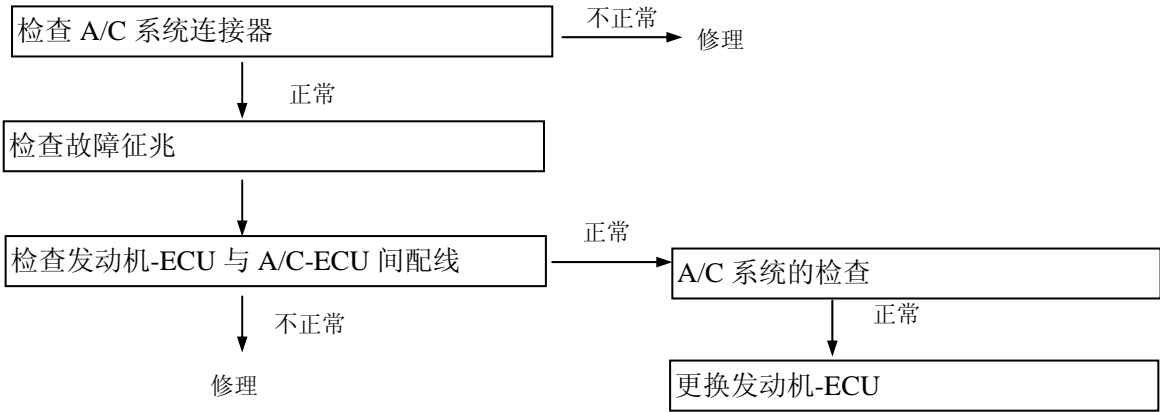 检查 A/C 系统连接器
不正常
修理
正常
检查故障征兆
检查发动机-ECU 与 A/C-ECU 间配线
正常
A/C 系统的检查
不正常
正常
修理
更换发动机-ECU